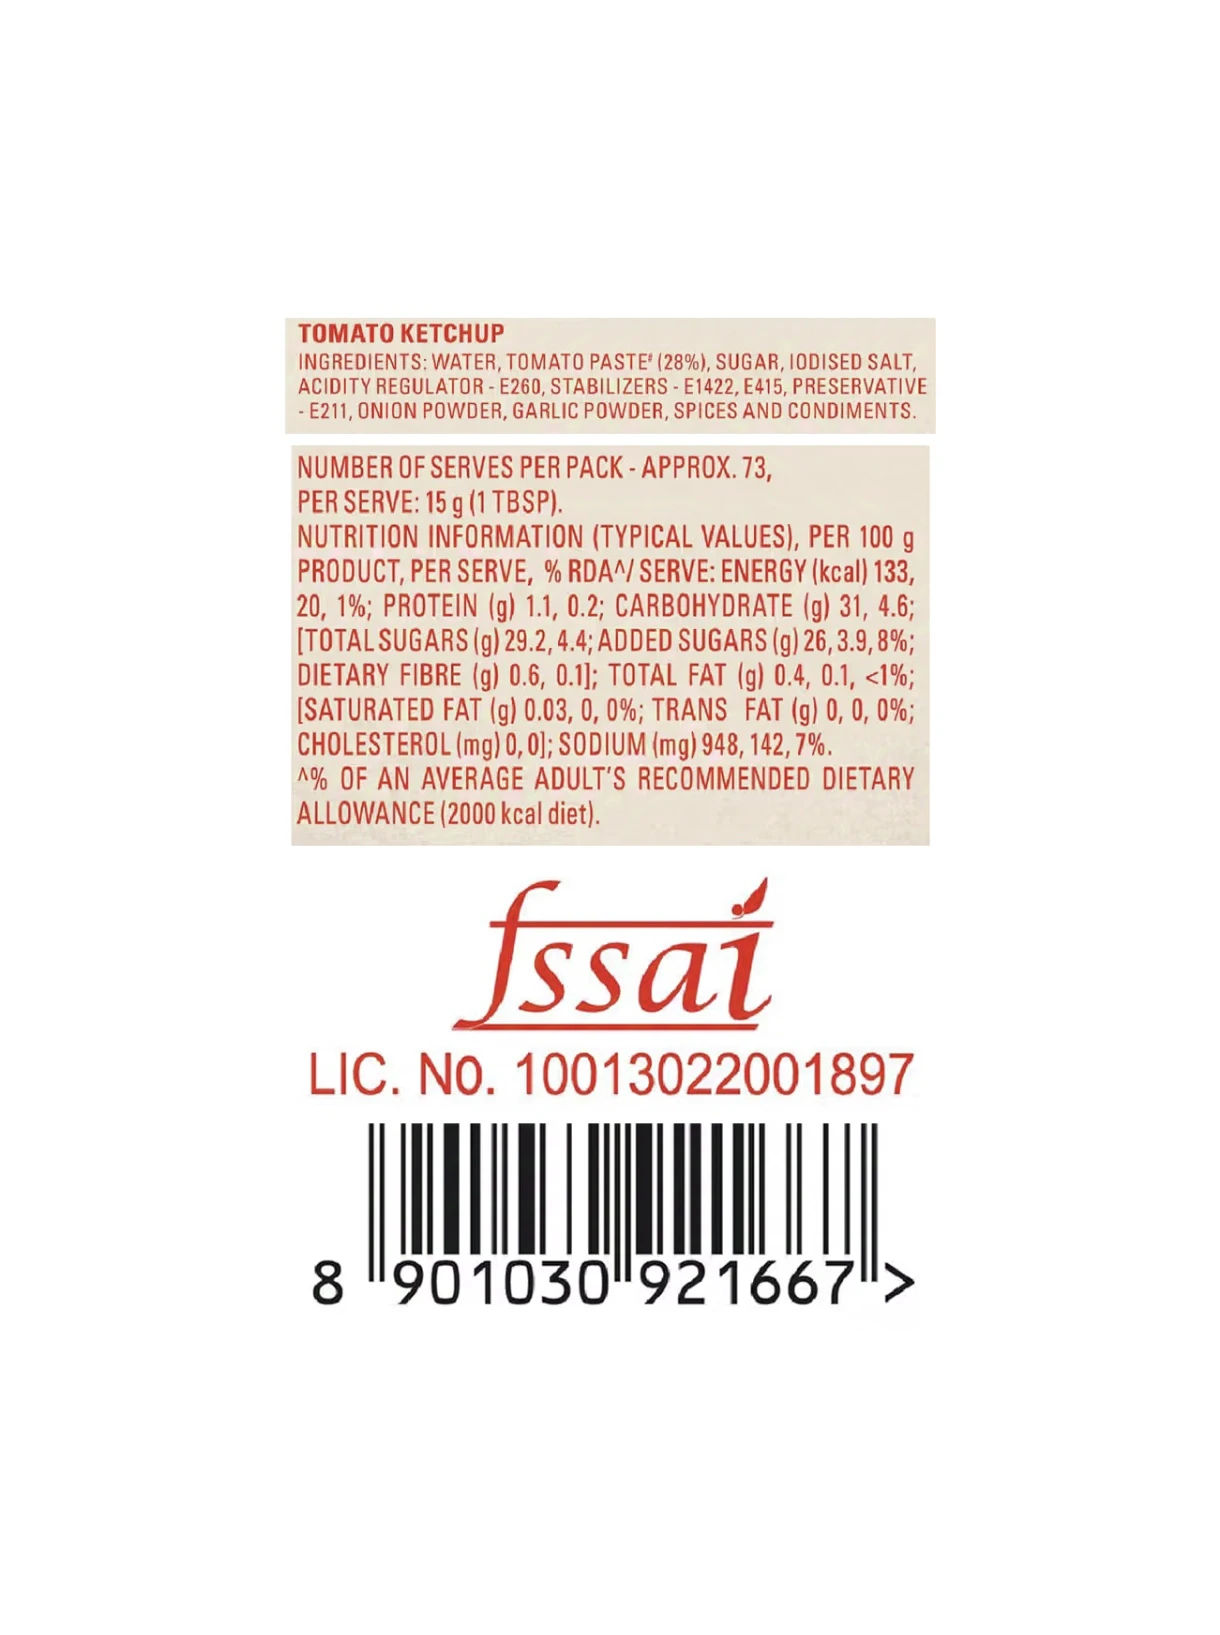 TOMATO KETCHUP
INGREDIENTS: WATER, TOMATO PASTE# (28%), SUGAR, IODISED SALT,
ACIDITY REGULATOR - E260, STABILIZERS - E1422, E415, PRESERVATIVE
- E211, ONION POWDER, GARLIC POWDER, SPICES AND CONDIMENTS.
NUMBER OF SERVES PER PACK - APPROX. 73,
PER SERVE: 15 g (1 TBSP).
NUTRITION INFORMATION (TYPICAL VALUES), PER 100 g
PRODUCT, PER SERVE, % RDA^/ SERVE: ENERGY (kcal) 133,
20, 1%; PROTEIN (g) 1.1, 0.2; CARBOHYDRATE (g) 31, 4.6;
[TOTAL SUGARS (g) 29.2, 4.4; ADDED SUGARS (g) 26, 3.9, 8%;
DIETARY FIBRE (g) 0.6, 0.1]; TOTAL FAT (g) 0.4, 0.1, <1%;
[SATURATED FAT (g) 0.03, 0, 0%; TRANS FAT (g) 0, 0, 0%;
CHOLESTEROL (mg) 0, 0]; SODIUM (mg) 948, 142, 7%.
^% OF AN AVERAGE ADULT'S RECOMMENDED DIETARY
ALLOWANCE (2000 kcal diet).
fssai
LIC. No. 10013022001897
8 901030 921667 >